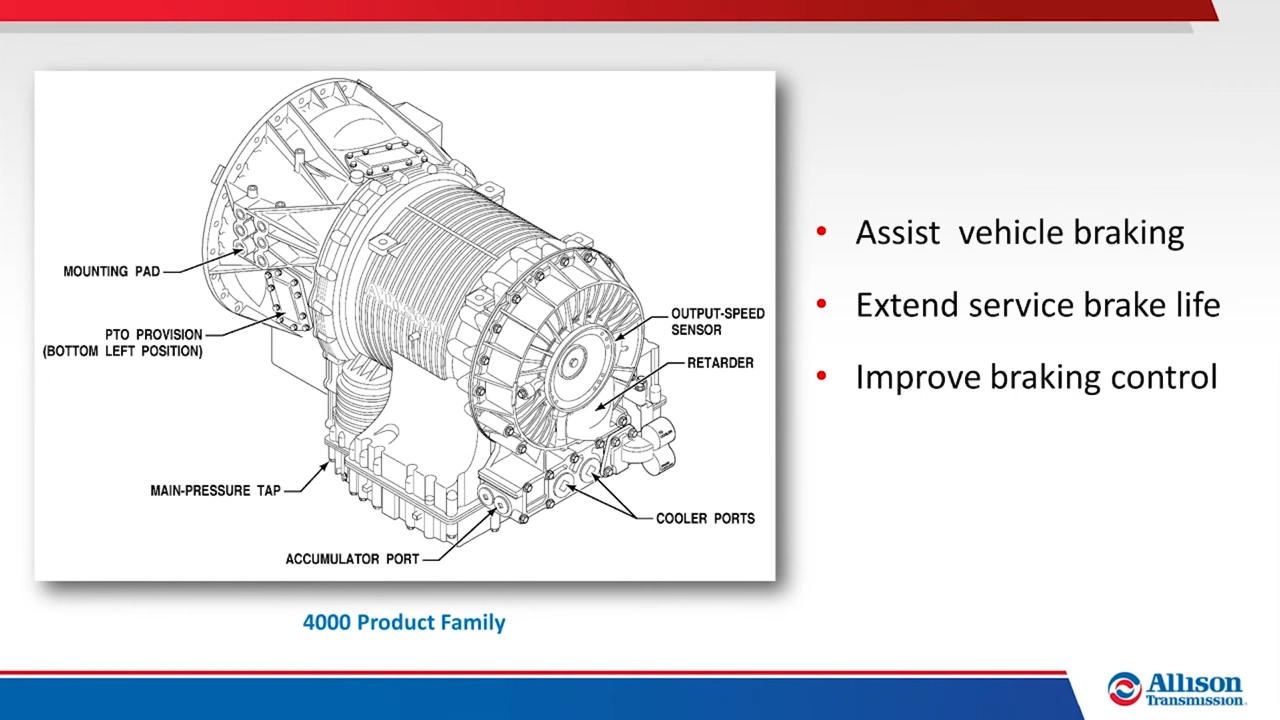 MOUNTING PAD
PTO PROVISION
(BOTTOM LEFT POSITION)
MAIN-PRESSURE TAP
ACCUMULATOR PORT
OUTPUT-SPEED
SENSOR
RETARDER
COOLER PORTS
4000 Product Family
• Assist vehicle braking
• Extend service brake life
• Improve braking control
Allison
Transmission